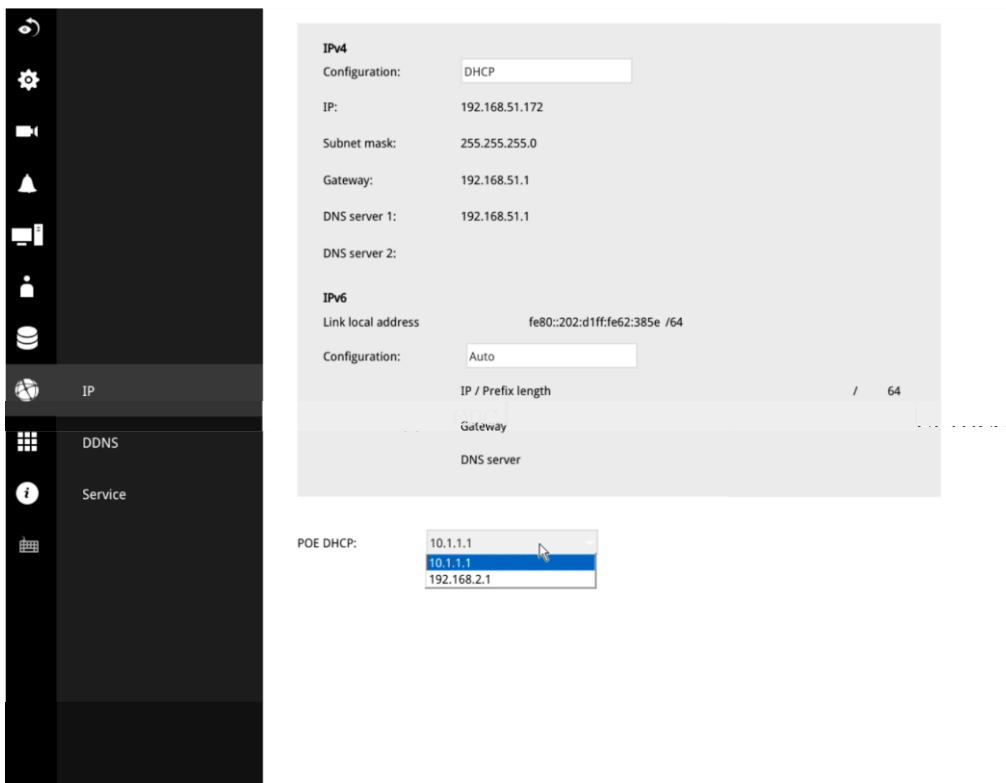 IPv4
Configuration: DHCP
IP: 192.168.51.172
Subnet mask: 255.255.255.0
Gateway: 192.168.51.1
DNS server 1: 192.168.51.1
DNS server 2:
IPv6
Link local address fe80::202:d1ff:fe62:385e /64
Configuration: Auto
IP IP / Prefix length / 64
Gateway
DDNS
DNS server
Service
POE DHCP: 10.1.1.1
10.1.1.1
192.168.2.1